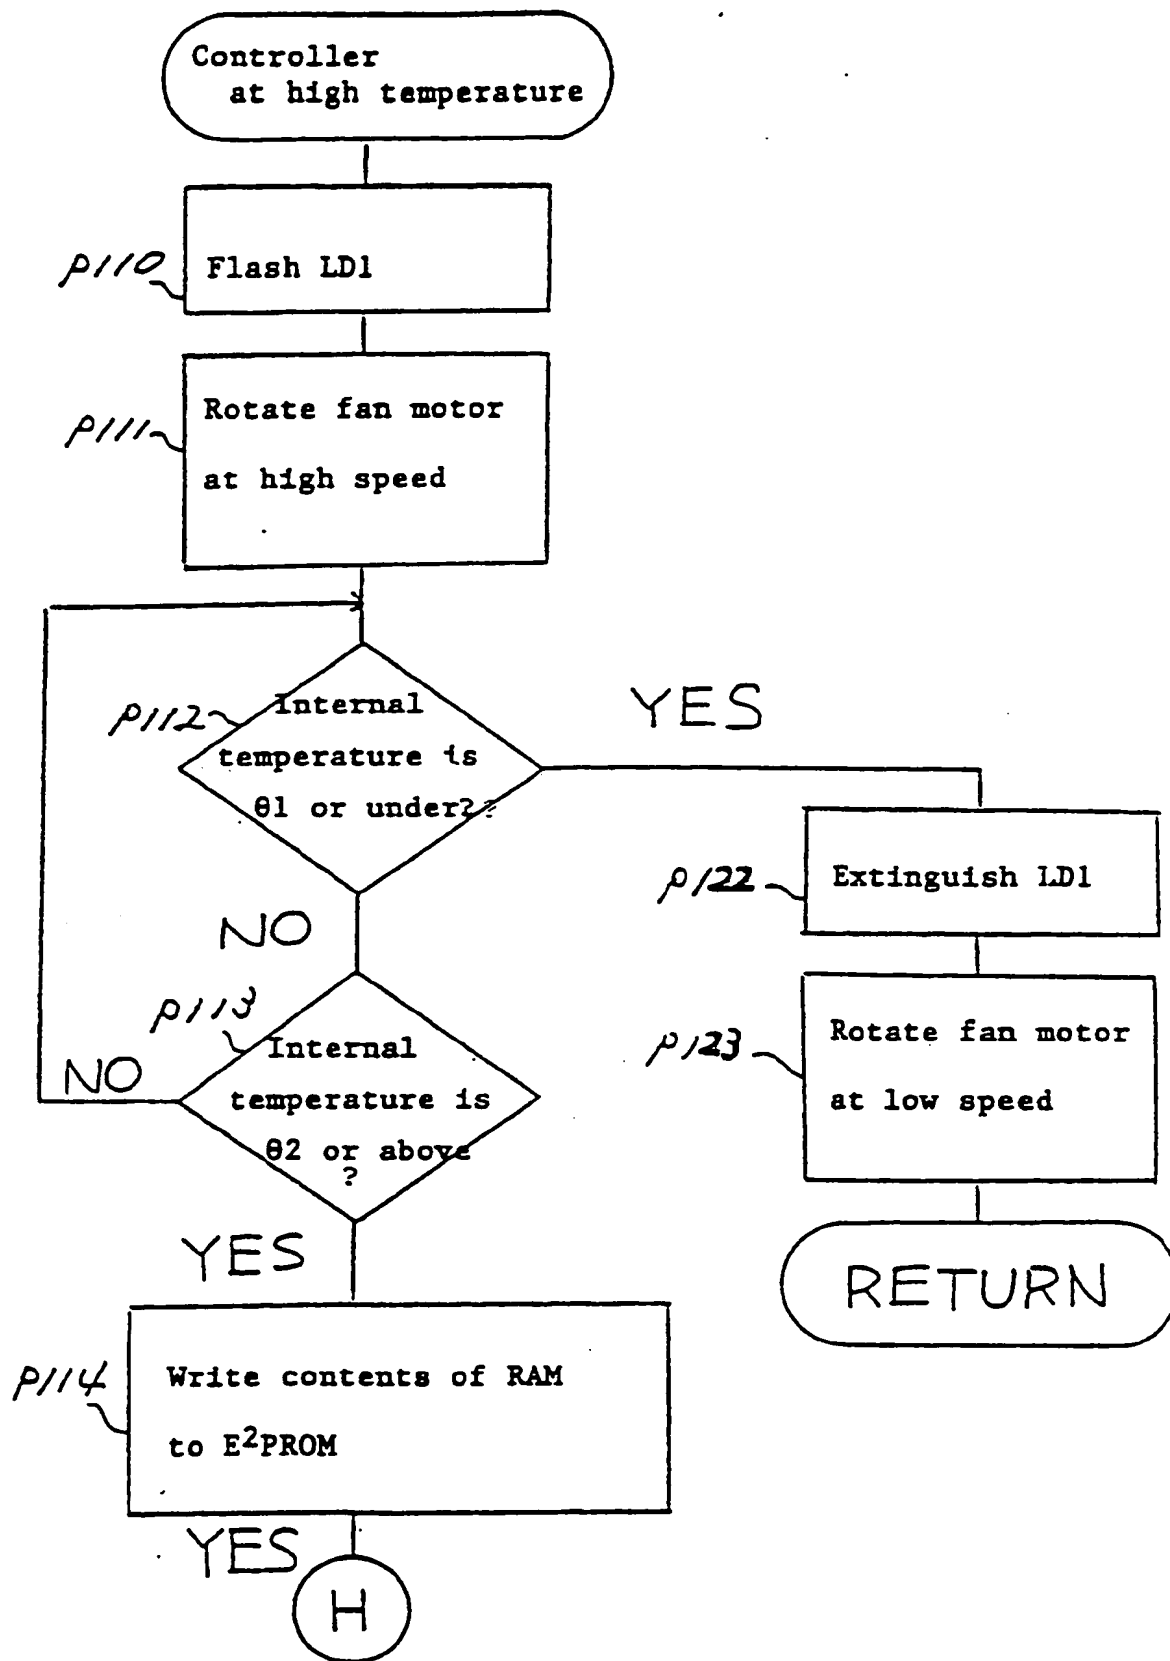 Controller
at high temperature
P110
Flash LD1
P111
Rotate fan motor
at high speed
P112
Internal
temperature is
θ1 or under??
YES
NO
P122
Extinguish LD1
P113
Internal
temperature is
θ2 or above
?
NO
P123
Rotate fan motor
at low speed
YES
RETURN
P114
Write contents of RAM
to E²PROM
YES
H